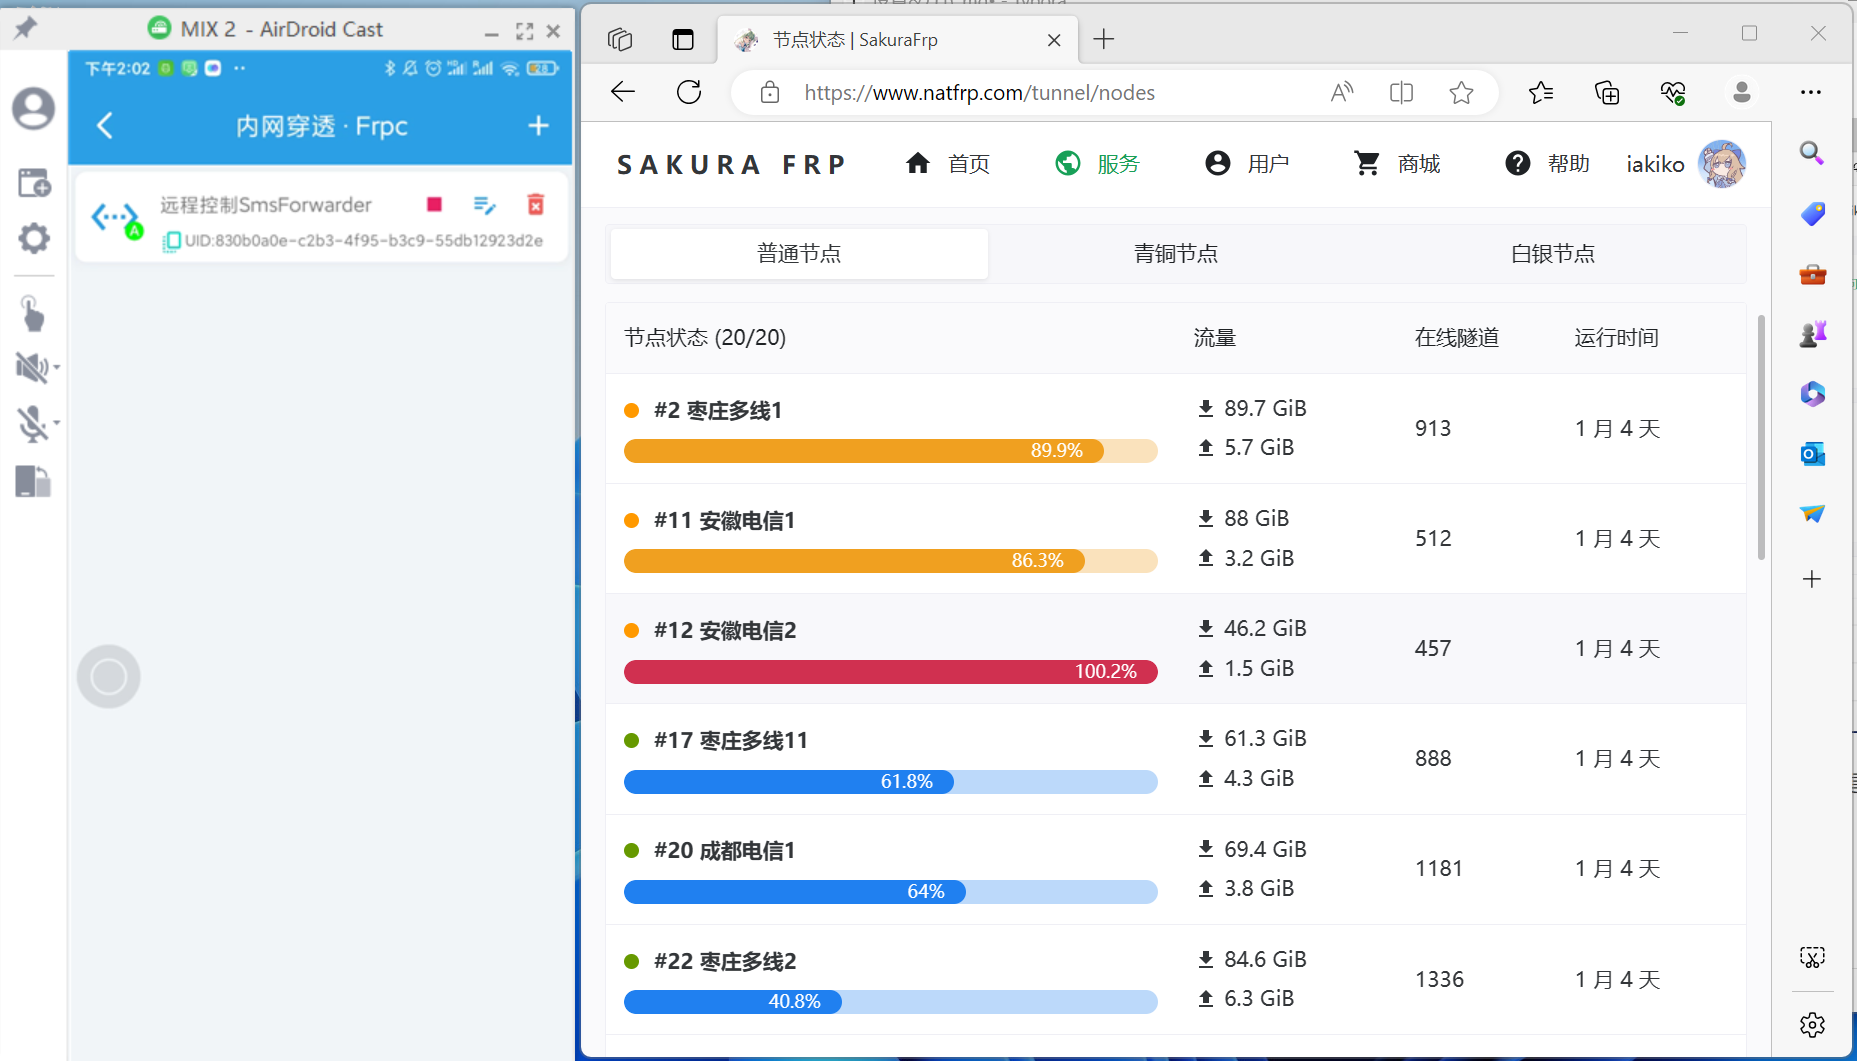 MIX 2 - AirDroid Cast
下午2:02
内网穿透 · Frpc
远程控制SmsForwarder
UID:830b0a0e-c2b3-4f95-b3c9-55db12923d2e
节点状态 | SakuraFrp
https://www.natfrp.com/tunnel/nodes
SAKURA FRP
首页
服务
用户
商城
帮助
iakiko
普通节点
青铜节点
白银节点
节点状态 (20/20)
流量
在线隧道
运行时间
#2 枣庄多线1
89.9%
89.7 GiB
5.7 GiB
913
1 月 4 天
#11 安徽电信1
86.3%
88 GiB
3.2 GiB
512
1 月 4 天
#12 安徽电信2
100.2%
46.2 GiB
1.5 GiB
457
1 月 4 天
#17 枣庄多线11
61.8%
61.3 GiB
4.3 GiB
888
1 月 4 天
#20 成都电信1
64%
69.4 GiB
3.8 GiB
1181
1 月 4 天
#22 枣庄多线2
40.8%
84.6 GiB
6.3 GiB
1336
1 月 4 天